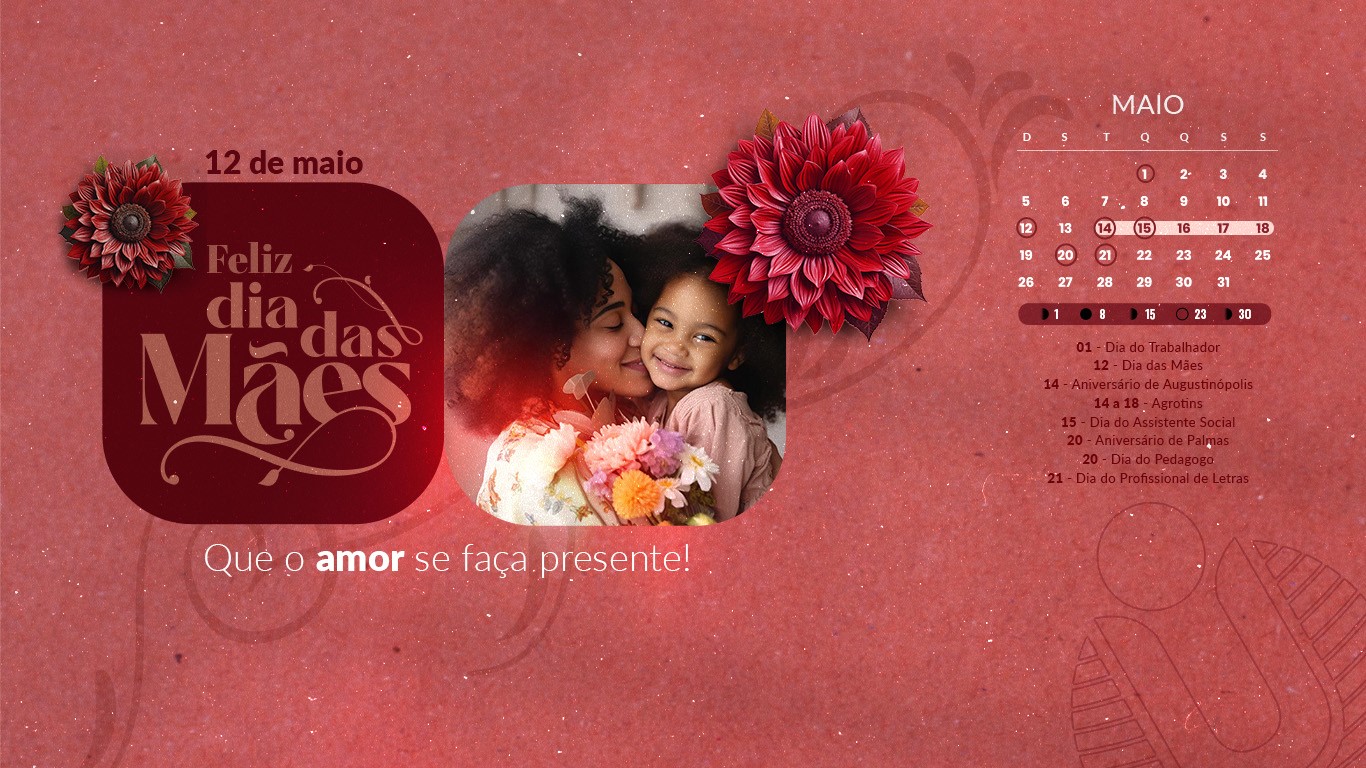 12 de maio
Feliz
dia
das
Mães
Que o amor se faça presente!
MAIO
D S T Q Q S S
1 2 3 4
5 6 7 8 9 10 11
12 13 14 15 16 17 18
19 20 21 22 23 24 25
26 27 28 29 30 31
1 8 15 23 30
01 - Dia do Trabalhador
12 - Dia das Mães
14 - Aniversário de Augustinópolis
14 a 18 - Agrotins
15 - Dia do Assistente Social
20 - Aniversário de Palmas
20 - Dia do Pedagogo
21 - Dia do Profissional de Letras